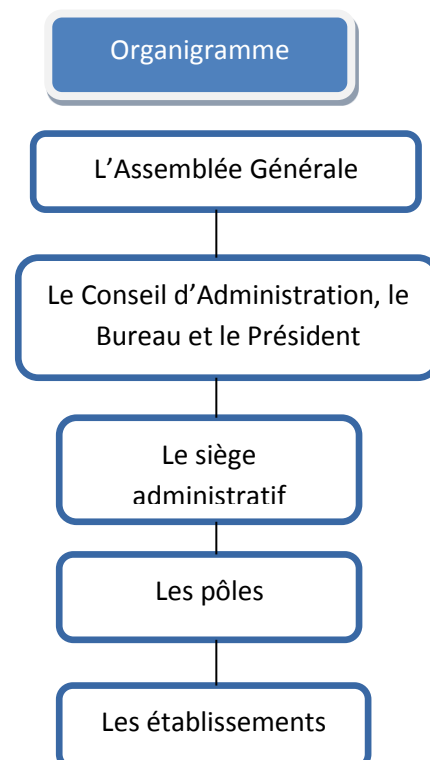 Organigramme
L’Assemblée Générale
Le Conseil d’Administration, le
Bureau et le Président
Le siège
administratif
Les pôles
Les établissements